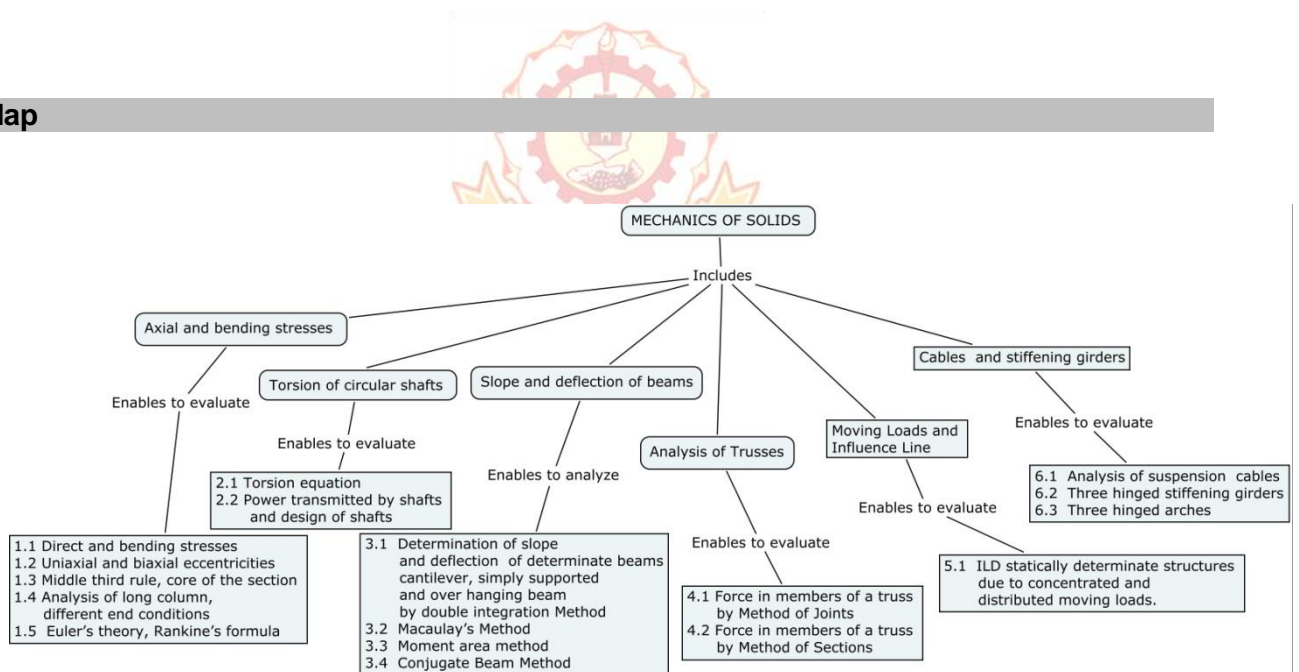 MECHANICS OF SOLIDS
Includes
Axial and bending stresses
Enables to evaluate
1.1 Direct and bending stresses
1.2 Uniaxial and biaxial eccentricities
1.3 Middle third rule, core of the section
1.4 Analysis of long column,
different end conditions
1.5 Euler's theory, Rankine's formula
Torsion of circular shafts
Enables to evaluate
2.1 Torsion equation
2.2 Power transmitted by shafts
and design of shafts
Slope and deflection of beams
Enables to analyze
3.1 Determination of slope
and deflection of determinate beams
cantilever, simply supported
and over hanging beam
by double integration Method
3.2 Macaulay's Method
3.3 Moment area method
3.4 Conjugate Beam Method
Analysis of Trusses
Enables to evaluate
4.1 Force in members of a truss
by Method of Joints
4.2 Force in members of a truss
by Method of Sections
Moving Loads and
Influence Line
Enables to evaluate
5.1 ILD statically determinate structures
due to concentrated and
distributed moving loads.
Cables and stiffening girders
Enables to evaluate
6.1 Analysis of suspension cables
6.2 Three hinged stiffening girders
6.3 Three hinged arches